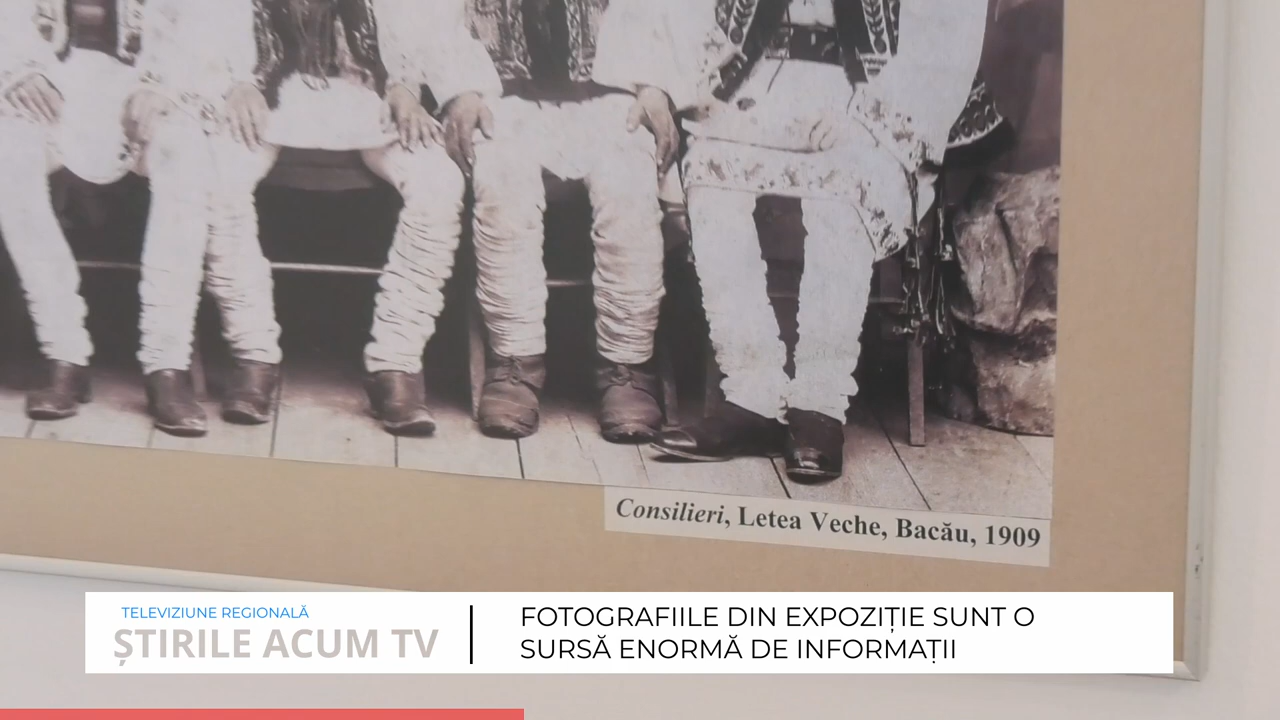 Consilieri, Letea Veche, Bacău, 1909
TELEVIZIUNE REGIONALĂ
ȘTIRILE ACUM TV
FOTOGRAFIILE DIN EXPOZIȚIE SUNT O
SURSĂ ENORMĂ DE INFORMAȚII